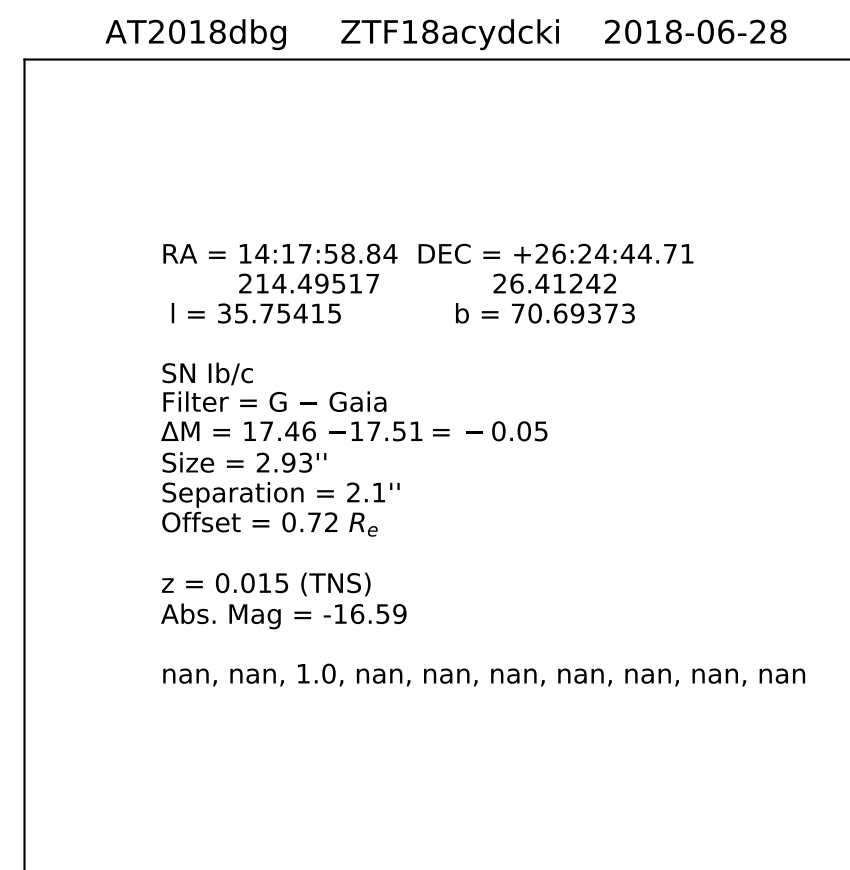 AT2018dbg ZTF18acydcki 2018-06-28
RA = 14:17:58.84 DEC = +26:24:44.71
214.49517 26.41242
l = 35.75415 b = 70.69373
SN Ib/c
Filter = G − Gaia
ΔM = 17.46 −17.51 = −0.05
Size = 2.93''
Separation = 2.1''
Offset = 0.72 Rₑ
z = 0.015 (TNS)
Abs. Mag = -16.59
nan, nan, 1.0, nan, nan, nan, nan, nan, nan, nan